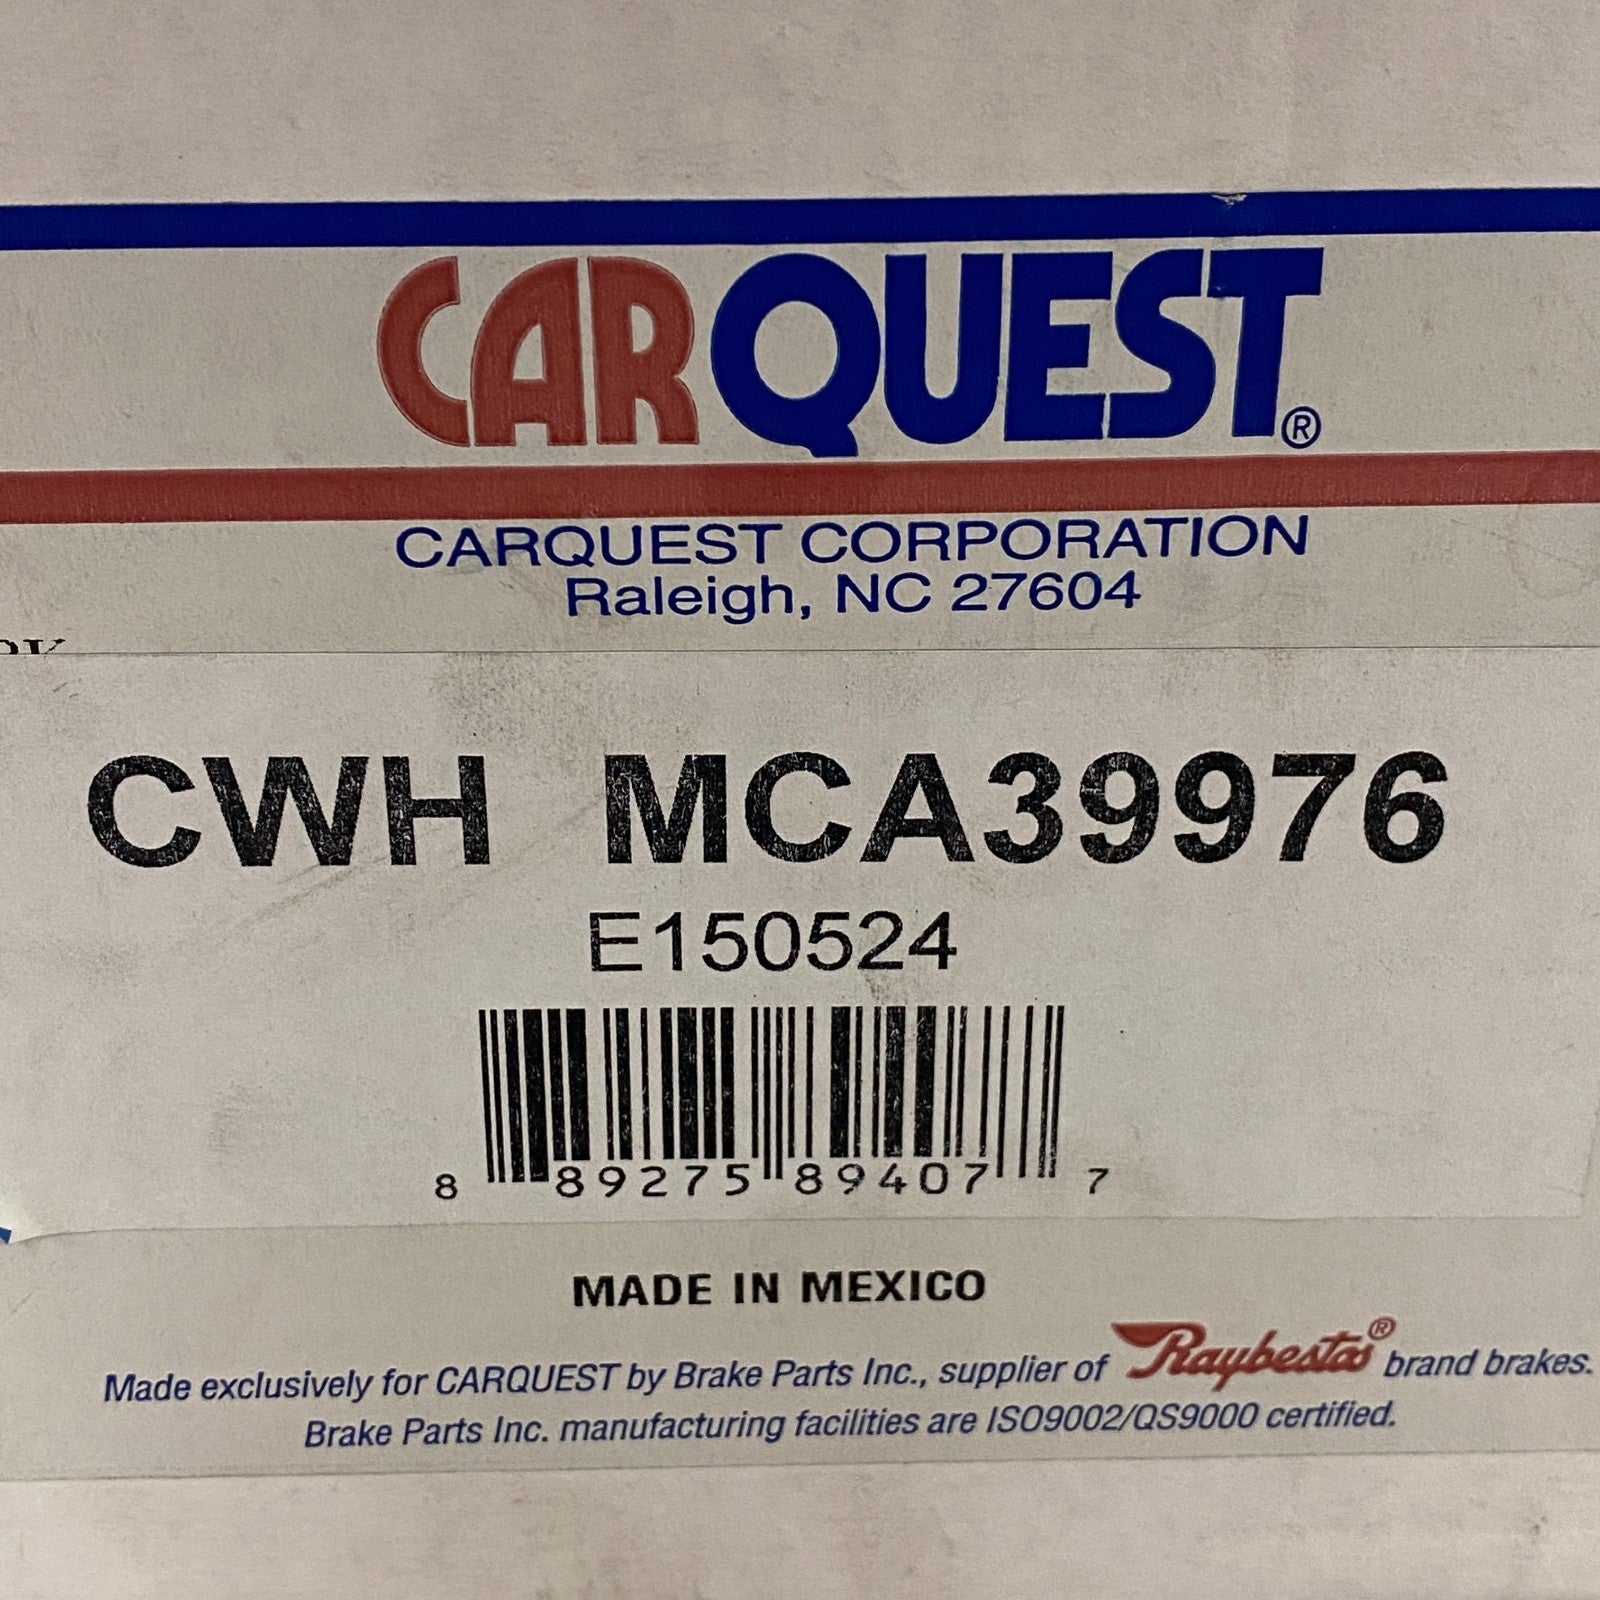 CARQUEST®
CARQUEST CORPORATION
Raleigh, NC 27604
CWH MCA39976
E150524
8 89275 89407 7
MADE IN MEXICO
Made exclusively for CARQUEST by Brake Parts Inc., supplier of Raybestos® brand brakes.
Brake Parts Inc. manufacturing facilities are ISO9002/QS9000 certified.